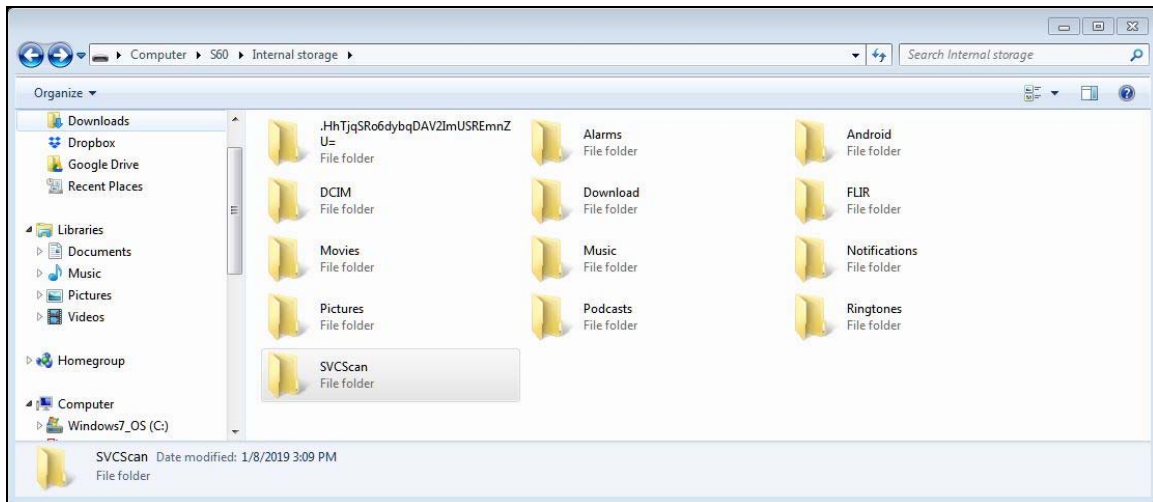 Computer S60 Internal storage
Search Internal storage
Organize
Downloads
Dropbox
Google Drive
Recent Places
Libraries
Documents
Music
Pictures
Videos
Homegroup
Computer
Windows7_OS (C:)
.HhTjqSRo6dybqDAV2ImUSREmnZ
U=
File folder
Alarms
File folder
Android
File folder
DCIM
File folder
Download
File folder
FLIR
File folder
Movies
File folder
Music
File folder
Notifications
File folder
Pictures
File folder
Podcasts
File folder
Ringtones
File folder
SVCScan
File folder
SVCScan Date modified: 1/8/2019 3:09 PM
File folder